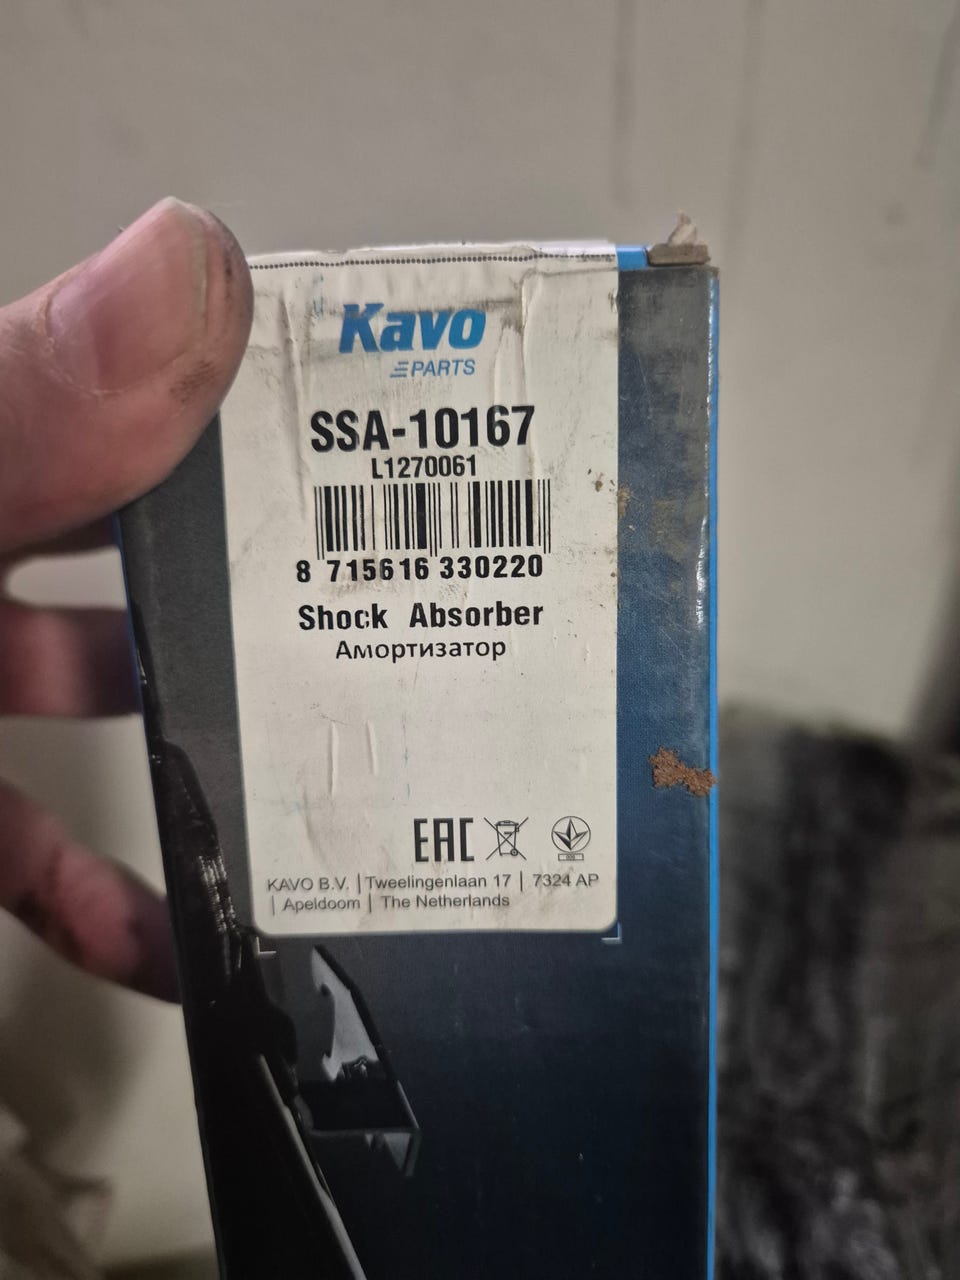 Kavo
PARTS
SSA-10167
L1270061
8 715616 330220
Shock Absorber
Амортизатор
EAC
KAVO B.V. | Tweelingenlaan 17 | 7324 AP
| Apeldoorn | The Netherlands